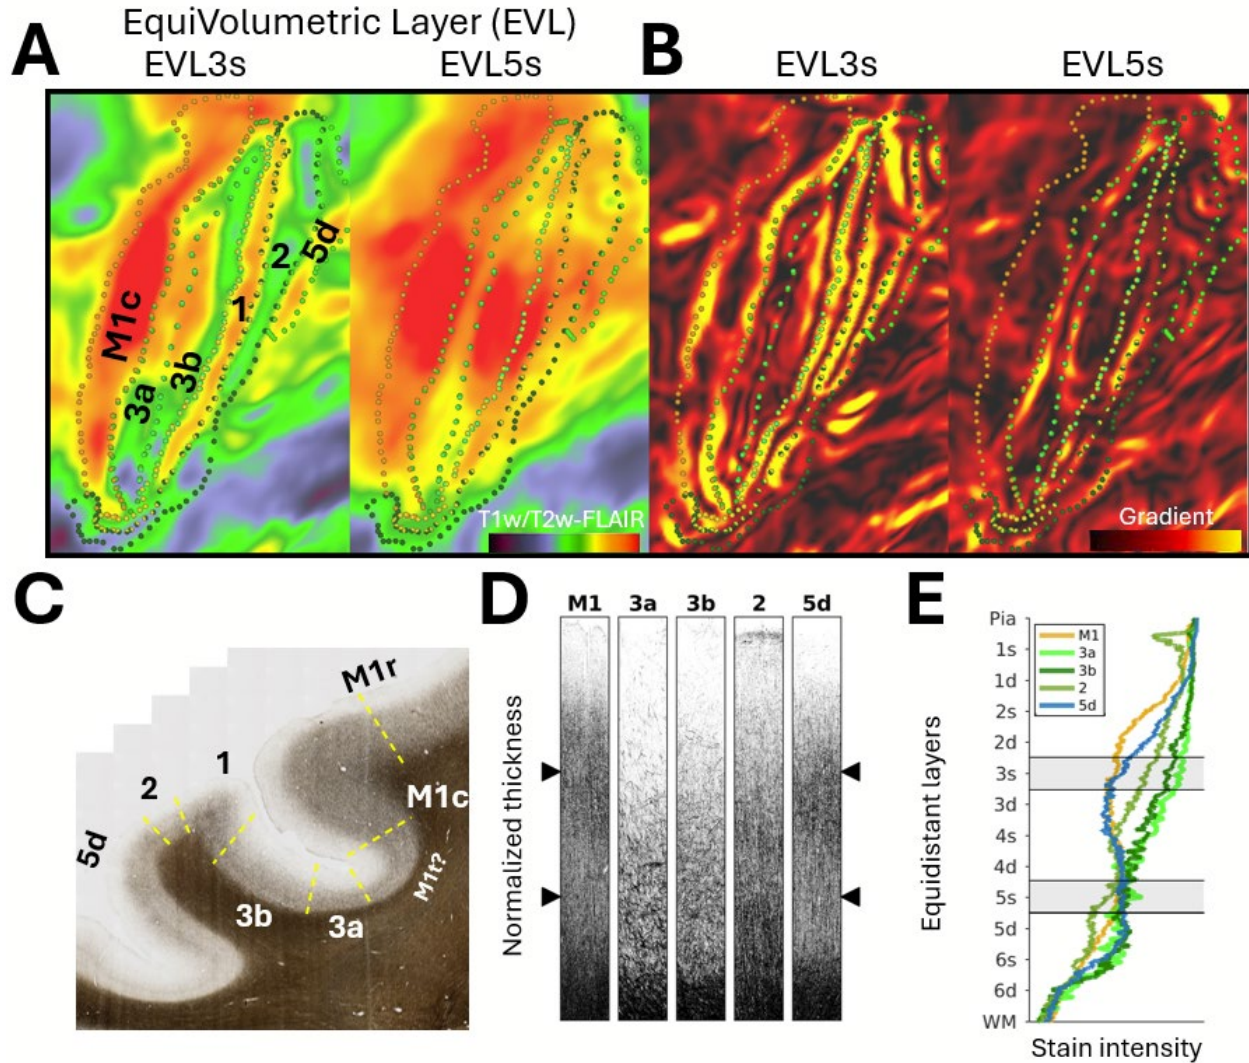 EquiVolumetric Layer (EVL)
A
EVL3s
EVL5s
B
EVL3s
EVL5s
M1c
3a
3b
1
2
5d
T1w/T2w-FLAIR
Gradient
C
M1r
1
2
M1c
5d
M1t?
3b
3a
D
M1 3a 3b 2 5d
Normalized thickness
E
Pia
1s
1d
2s
2d
3s
3d
4s
4d
5s
5d
6s
6d
WM
M1
3a
3b
2
5d
Equidistant layers
Stain intensity